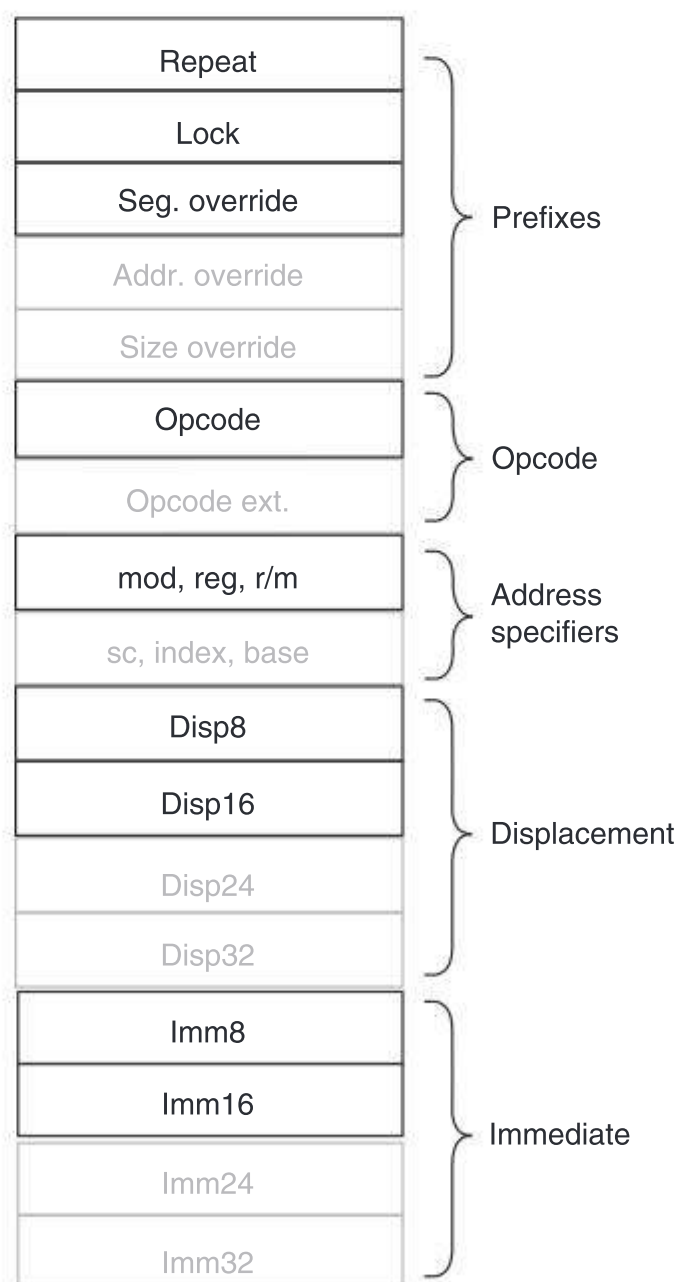 Repeat
Lock
Seg. override
Addr. override
Size override
Prefixes
Opcode
Opcode ext.
Opcode
mod, reg, r/m
sc, index, base
Address
specifiers
Disp8
Disp16
Disp24
Disp32
Displacement
Imm8
Imm16
Imm24
Imm32
Immediate